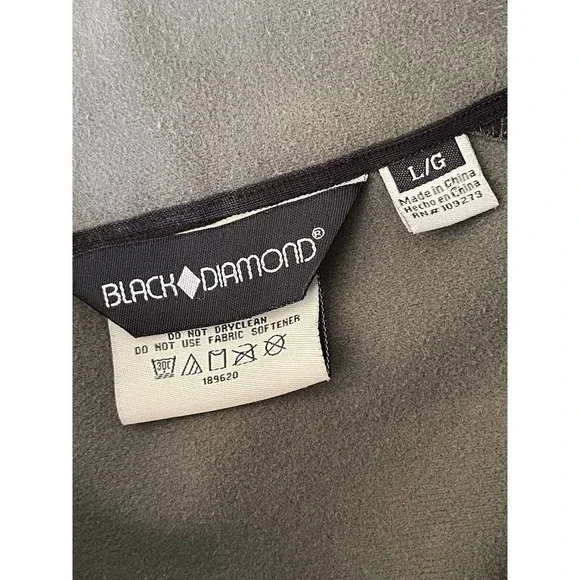 BLACK♦DIAMOND®
DO NOT DRYCLEAN
DO NOT USE FABRIC SOFTENER
30C
189620
L/G
Made in China
Hecho en China
RN# 109273